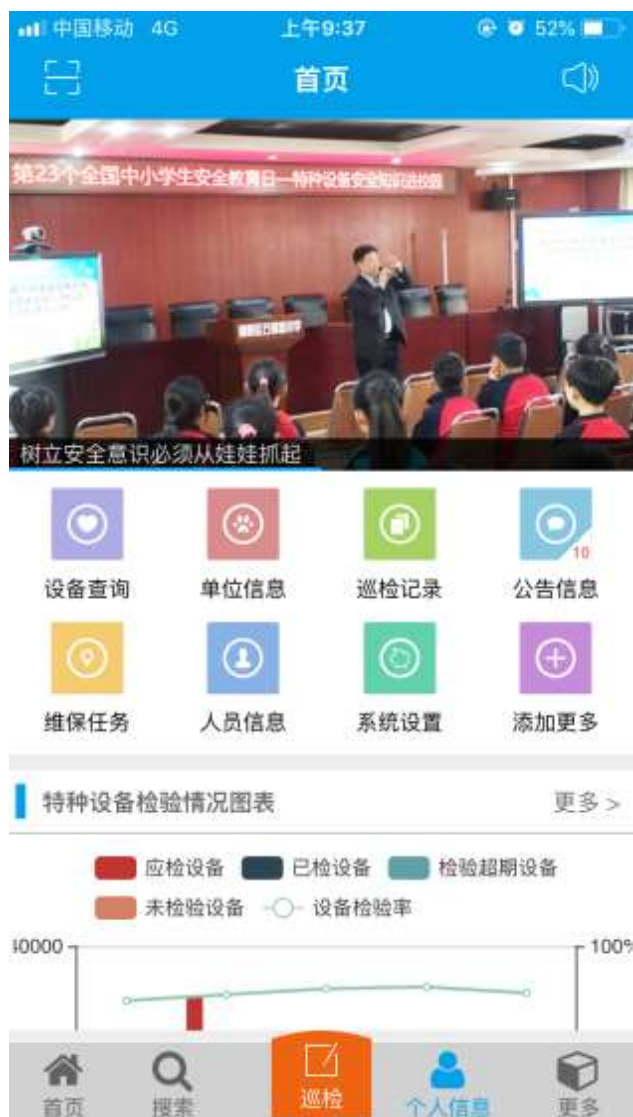 中国移动 4G 上午9:37 52%
首页
第23个全国中小学生安全教育日—特种设备安全知识进校园
树立安全意识必须从娃娃抓起
设备查询 单位信息 巡检记录 公告信息
10
维保任务 人员信息 系统设置 添加更多
特种设备检验情况图表 更多 >
应检设备 已检设备 检验超期设备
未检验设备 设备检验率
40000 100%
首页 搜索 巡检 个人信息 更多